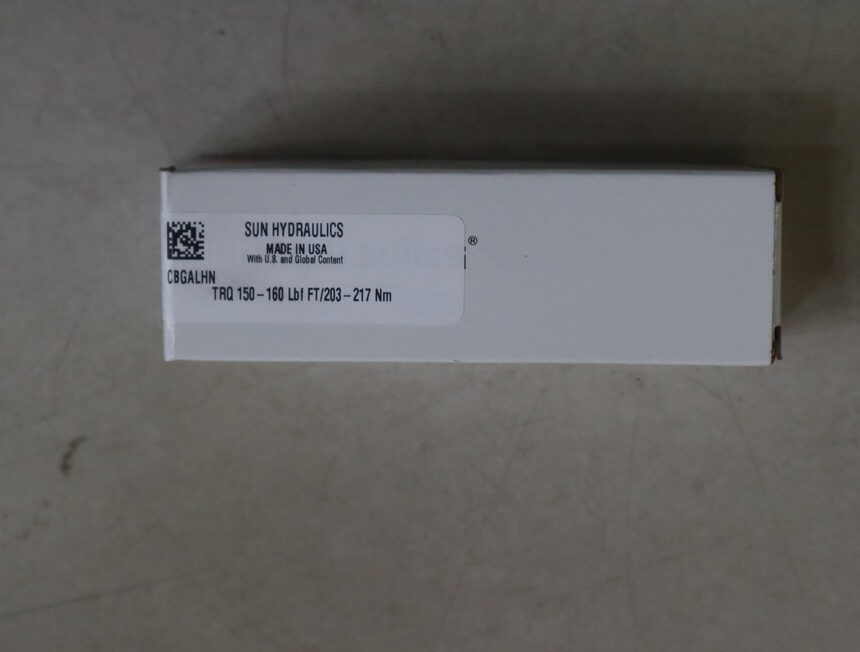 SUN HYDRAULICS
MADE IN USA
With U.S. and Global Content
®
CBGALHN
TRQ 150-160 Lbf FT/203-217 Nm